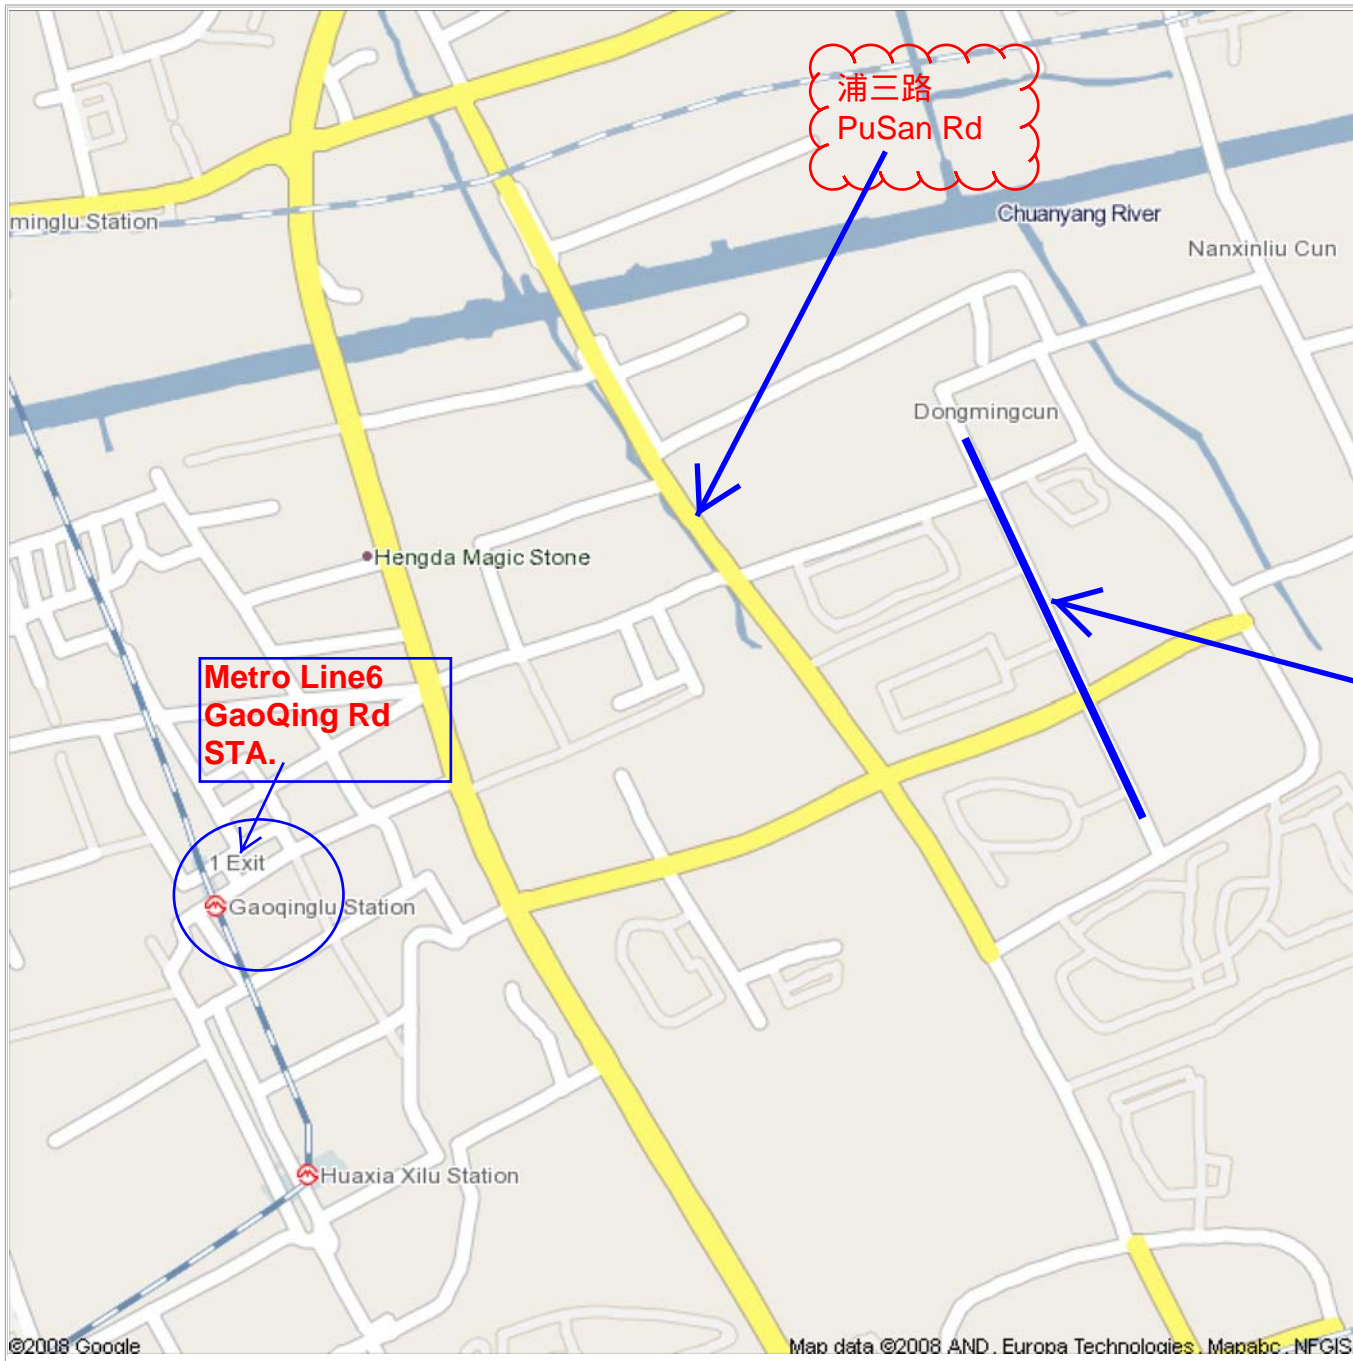 浦三路
PuSan Rd
minglu Station
Chuanyang River
Nanxinliu Cun
Dongmingcun
Hengda Magic Stone
Metro Line6
GaoQing Rd
STA.
1 Exit
Gaoqinglu Station
Huaxia Xilu Station
©2008 Google
Map data ©2008 AND, Europa Technologies, Mapabc, NFGIS